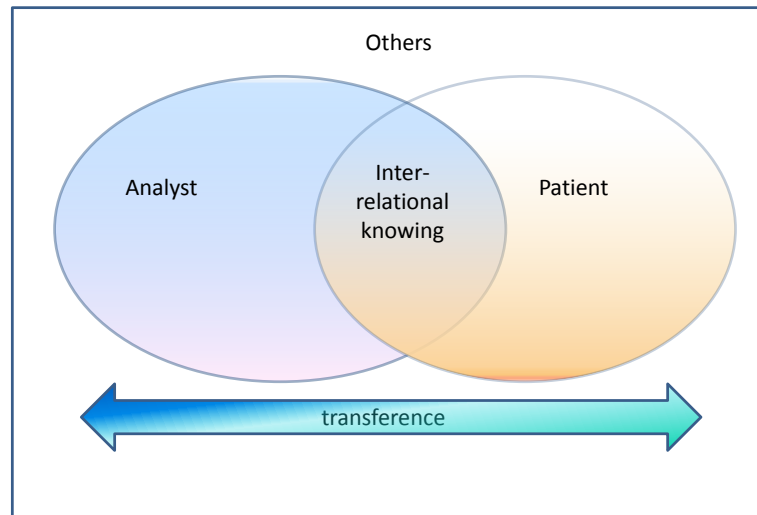 Others
Analyst
Inter-
relational
knowing
Patient
transference